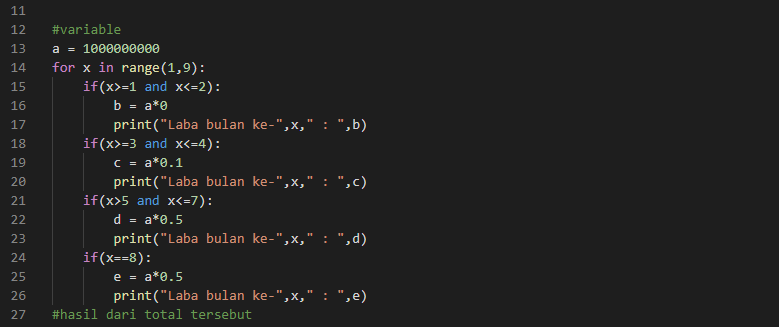 11
12 #variable
13 a = 1000000000
14 for x in range(1,9):
15     if(x>=1 and x<=2):
16         b = a*0
17         print("Laba bulan ke-",x," : ",b)
18     if(x>=3 and x<=4):
19         c = a*0.1
20         print("Laba bulan ke-",x," : ",c)
21     if(x>5 and x<=7):
22         d = a*0.5
23         print("Laba bulan ke-",x," : ",d)
24     if(x==8):
25         e = a*0.5
26         print("Laba bulan ke-",x," : ",e)
27 #hasil dari total tersebut